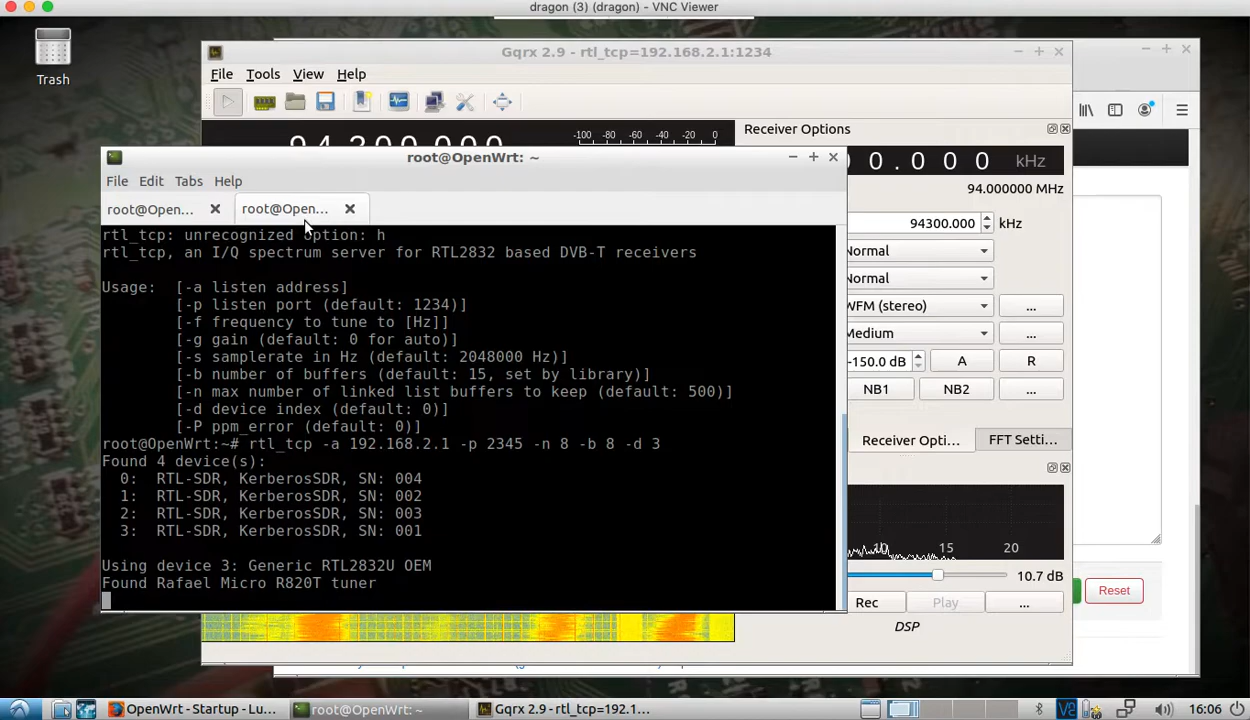 dragon (3) (dragon) - VNC Viewer
Trash
Gqrx 2.9 - rtl_tcp=192.168.2.1:1234
File Tools View Help
-100 -80 -60 -40 -20 0
Receiver Options
0.000 kHz
94.000000 MHz
94300.000 kHz
Normal
Normal
WFM (stereo) ...
Medium ...
-150.0 dB A R
NB1 NB2 ...
Receiver Opti... FFT Setti...
10 15 20
10.7 dB
Rec Play ...
DSP
Reset
root@OpenWrt: ~
File Edit Tabs Help
root@Open... root@Open...
rtl_tcp: unrecognized option: h
rtl_tcp, an I/Q spectrum server for RTL2832 based DVB-T receivers
Usage: [-a listen address]
[-p listen port (default: 1234)]
[-f frequency to tune to [Hz]]
[-g gain (default: 0 for auto)]
[-s samplerate in Hz (default: 2048000 Hz)]
[-b number of buffers (default: 15, set by library)]
[-n max number of linked list buffers to keep (default: 500)]
[-d device index (default: 0)]
[-P ppm_error (default: 0)]
root@OpenWrt:~# rtl_tcp -a 192.168.2.1 -p 2345 -n 8 -b 8 -d 3
Found 4 device(s):
0: RTL-SDR, KerberosSDR, SN: 004
1: RTL-SDR, KerberosSDR, SN: 002
2: RTL-SDR, KerberosSDR, SN: 003
3: RTL-SDR, KerberosSDR, SN: 001
Using device 3: Generic RTL2832U OEM
Found Rafael Micro R820T tuner
OpenWrt - Startup - Lu... root@OpenWrt: ~ Gqrx 2.9 - rtl_tcp=192.1... 16:06